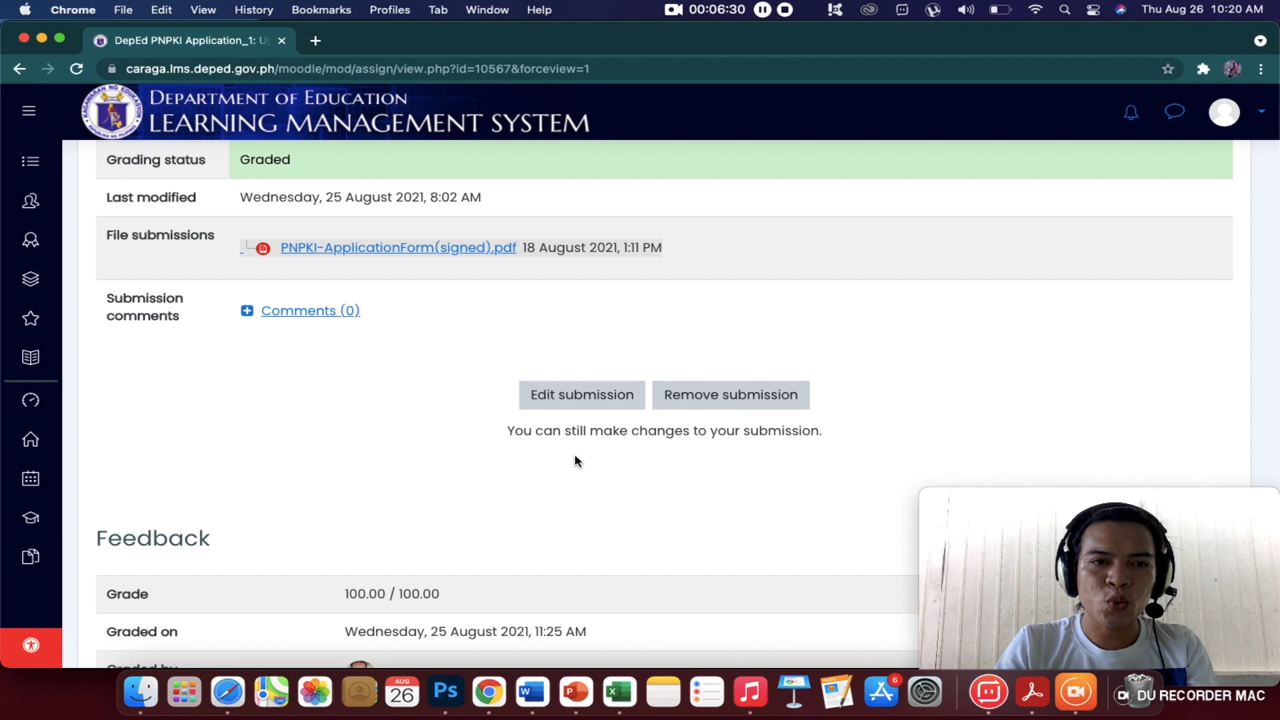 Chrome File Edit View History Bookmarks Profiles Tab Window Help 00:06:30 Thu Aug 26 10:20 AM
DepEd PNPKI Application_1: U
caraga.lms.deped.gov.ph/moodle/mod/assign/view.php?id=10567&forceview=1
DEPARTMENT OF EDUCATION
LEARNING MANAGEMENT SYSTEM
Grading status Graded
Last modified Wednesday, 25 August 2021, 8:02 AM
File submissions PNPKI-ApplicationForm(signed).pdf 18 August 2021, 1:11 PM
Submission comments Comments (0)
Edit submission Remove submission
You can still make changes to your submission.
Feedback
Grade 100.00 / 100.00
Graded on Wednesday, 25 August 2021, 11:25 AM
Graded by
AUG
26
Ps
6
DU RECORDER MAC